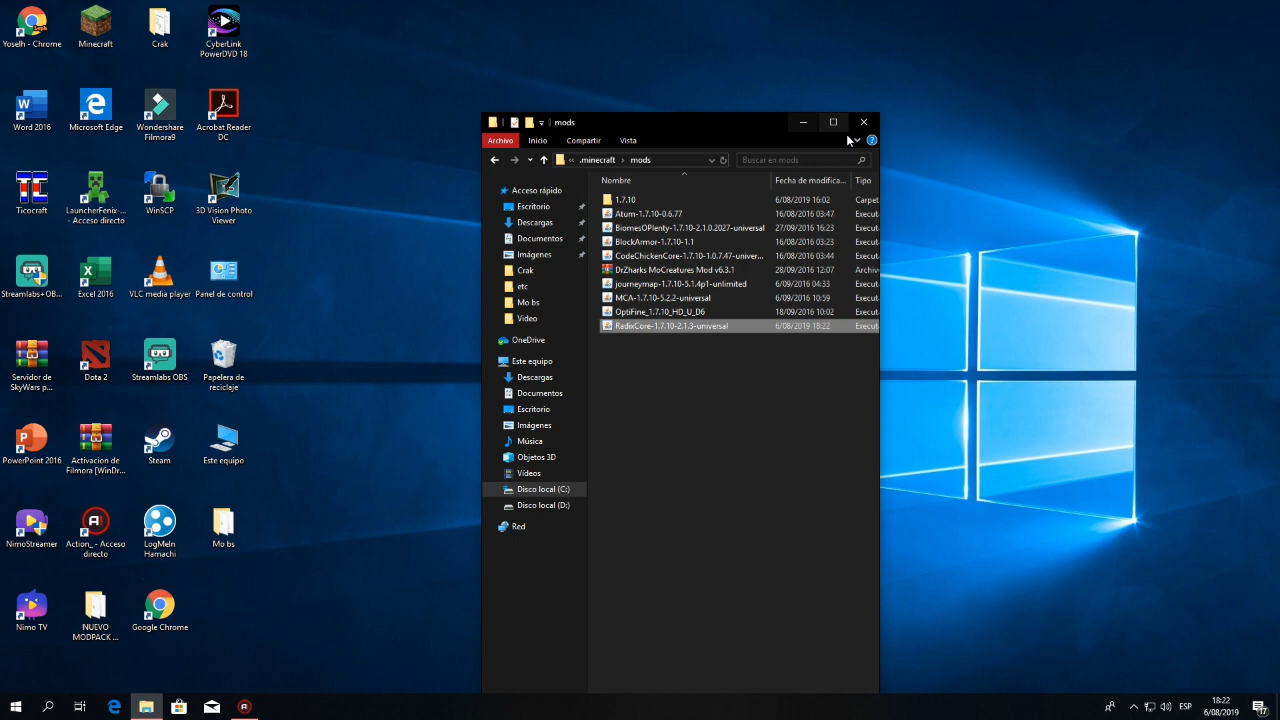 Yoselh - Chrome
Minecraft
Crak
CyberLink
PowerDVD 18
Word 2016
Microsoft Edge
Wondershare
Filmora9
Acrobat Reader
DC
Ticocraft
LauncherFenix-...
- Acceso directo
WinSCP
3D Vision Photo
Viewer
Streamlabs+OB...
Excel 2016
VLC media player
Panel de control
Servidor de
SkyWars p...
Dota 2
Streamlabs OBS
Papelera de
reciclaje
PowerPoint 2016
Activacion de
Filmora [WinDr...
Steam
Este equipo
NimoStreamer
Action_ - Acceso
directo
LogMeIn
Hamachi
Mo bs
Nimo TV
NUEVO
MODPACK ...
Google Chrome
mods
Archivo
Inicio
Compartir
Vista
« .minecraft › mods
Buscar en mods
Acceso rápido
Escritorio
Descargas
Documentos
Imágenes
Crak
etc
Mo bs
Video
OneDrive
Este equipo
Descargas
Documentos
Escritorio
Imágenes
Música
Objetos 3D
Vídeos
Disco local (C:)
Disco local (D:)
Red
Nombre Fecha de modifica... Tipo
1.7.10 6/08/2019 16:02 Carpet
Atum-1.7.10-0.6.77 16/08/2016 03:47 Execut
BiomesOPlenty-1.7.10-2.1.0.2027-universal 27/09/2016 16:23 Execut
BlockArmor-1.7.10-1.1 16/08/2016 03:23 Execut
CodeChickenCore-1.7.10-1.0.7.47-univer... 16/08/2016 03:44 Execut
DrZharks MoCreatures Mod v6.3.1 28/09/2016 12:07 Archiv
journeymap-1.7.10-5.1.4p1-unlimited 6/09/2016 04:33 Execut
MCA-1.7.10-5.2.2-universal 6/09/2016 10:59 Execut
OptiFine_1.7.10_HD_U_D6 18/09/2016 10:02 Execut
RadixCore-1.7.10-2.1.3-universal 6/08/2019 18:22 Execut
ESP
18:22
6/08/2019
17